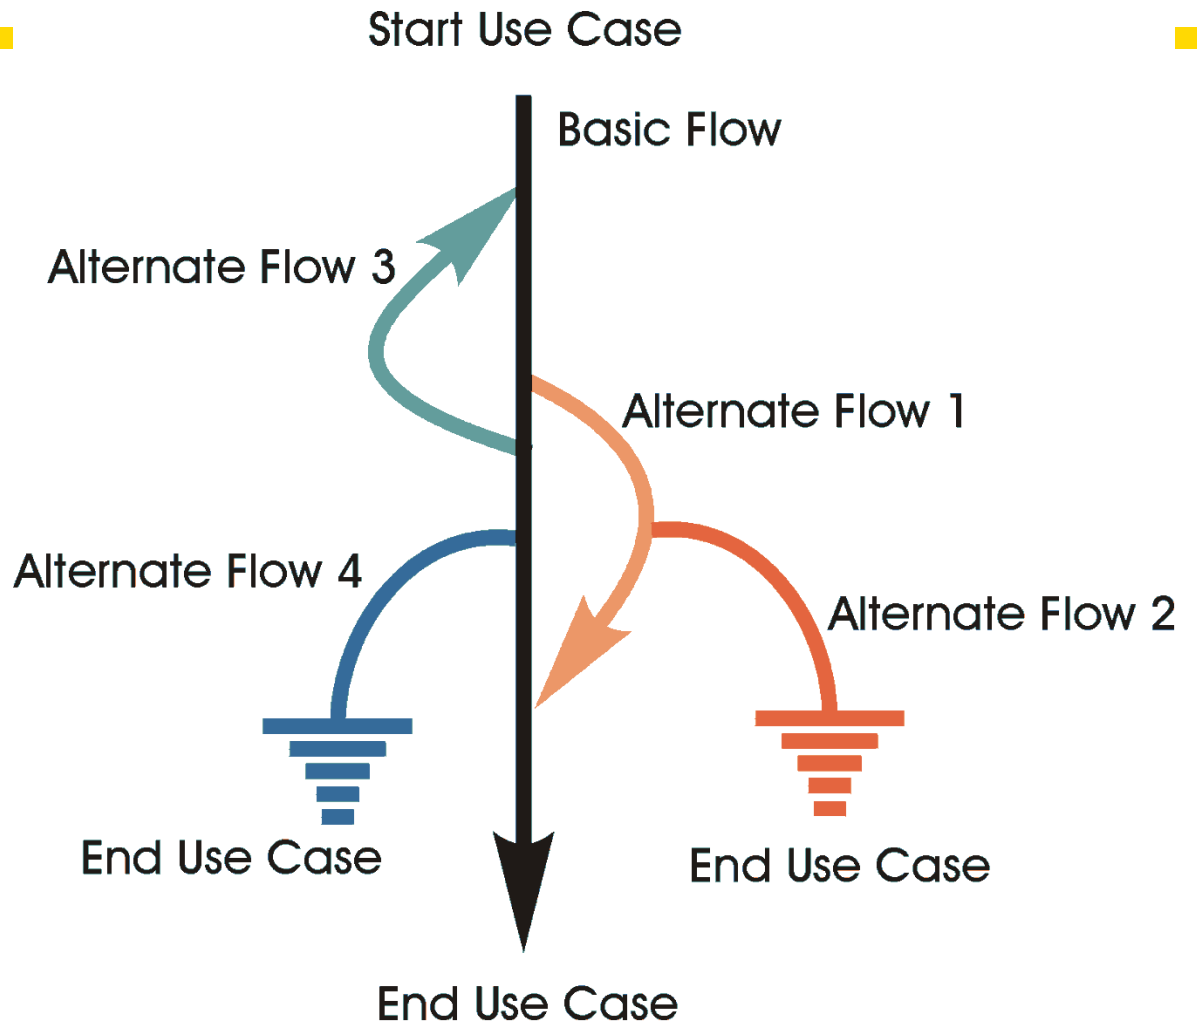 Start Use Case
Basic Flow
Alternate Flow 3
Alternate Flow 1
Alternate Flow 4
Alternate Flow 2
End Use Case
End Use Case
End Use Case